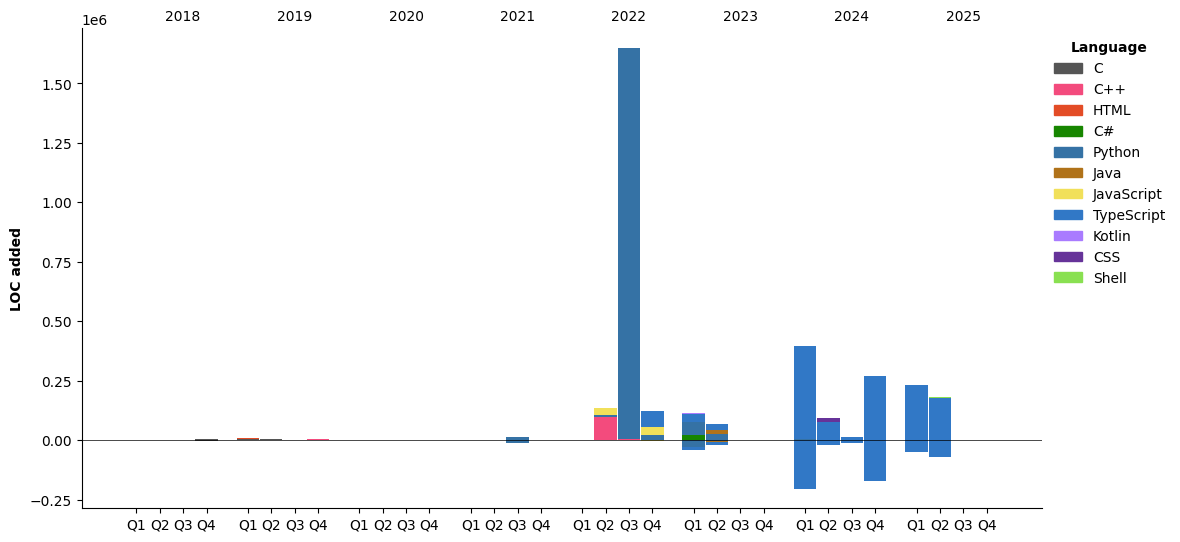 2018 2019 2020 2021 2022 2023 2024 2025
1e6
LOC added
1.50
1.25
1.00
0.75
0.50
0.25
0.00
−0.25
Q1 Q2 Q3 Q4 Q1 Q2 Q3 Q4 Q1 Q2 Q3 Q4 Q1 Q2 Q3 Q4 Q1 Q2 Q3 Q4 Q1 Q2 Q3 Q4 Q1 Q2 Q3 Q4 Q1 Q2 Q3 Q4
Language
C
C++
HTML
C#
Python
Java
JavaScript
TypeScript
Kotlin
CSS
Shell